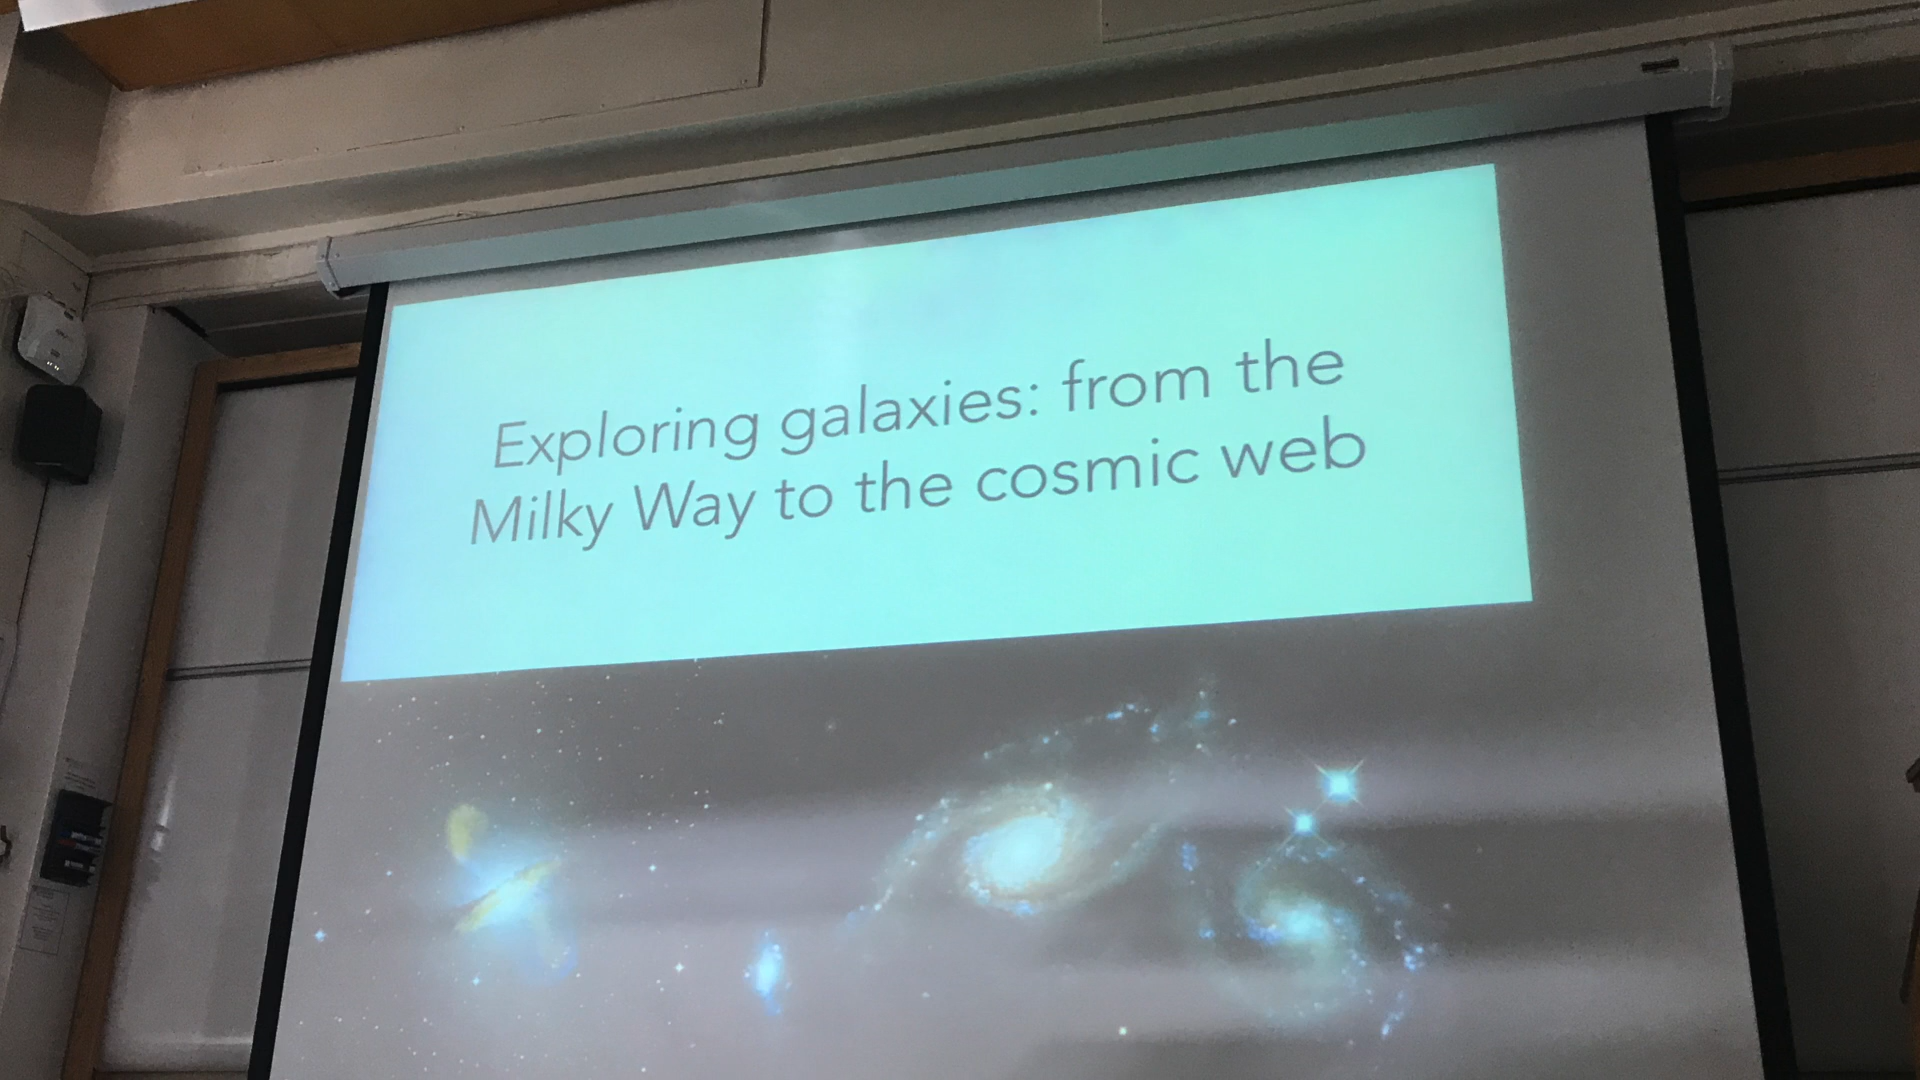 Exploring galaxies: from the
Milky Way to the cosmic web